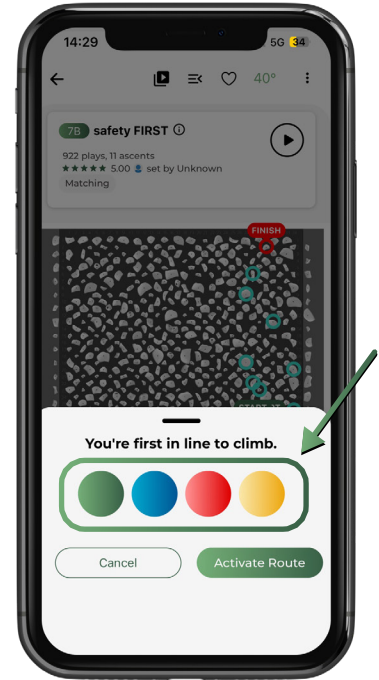 14:29
5G 34
40°
7B safety FIRST
922 plays, 11 ascents
★★★★★ 5.00 set by Unknown
Matching
FINISH
You're first in line to climb.
Cancel
Activate Route